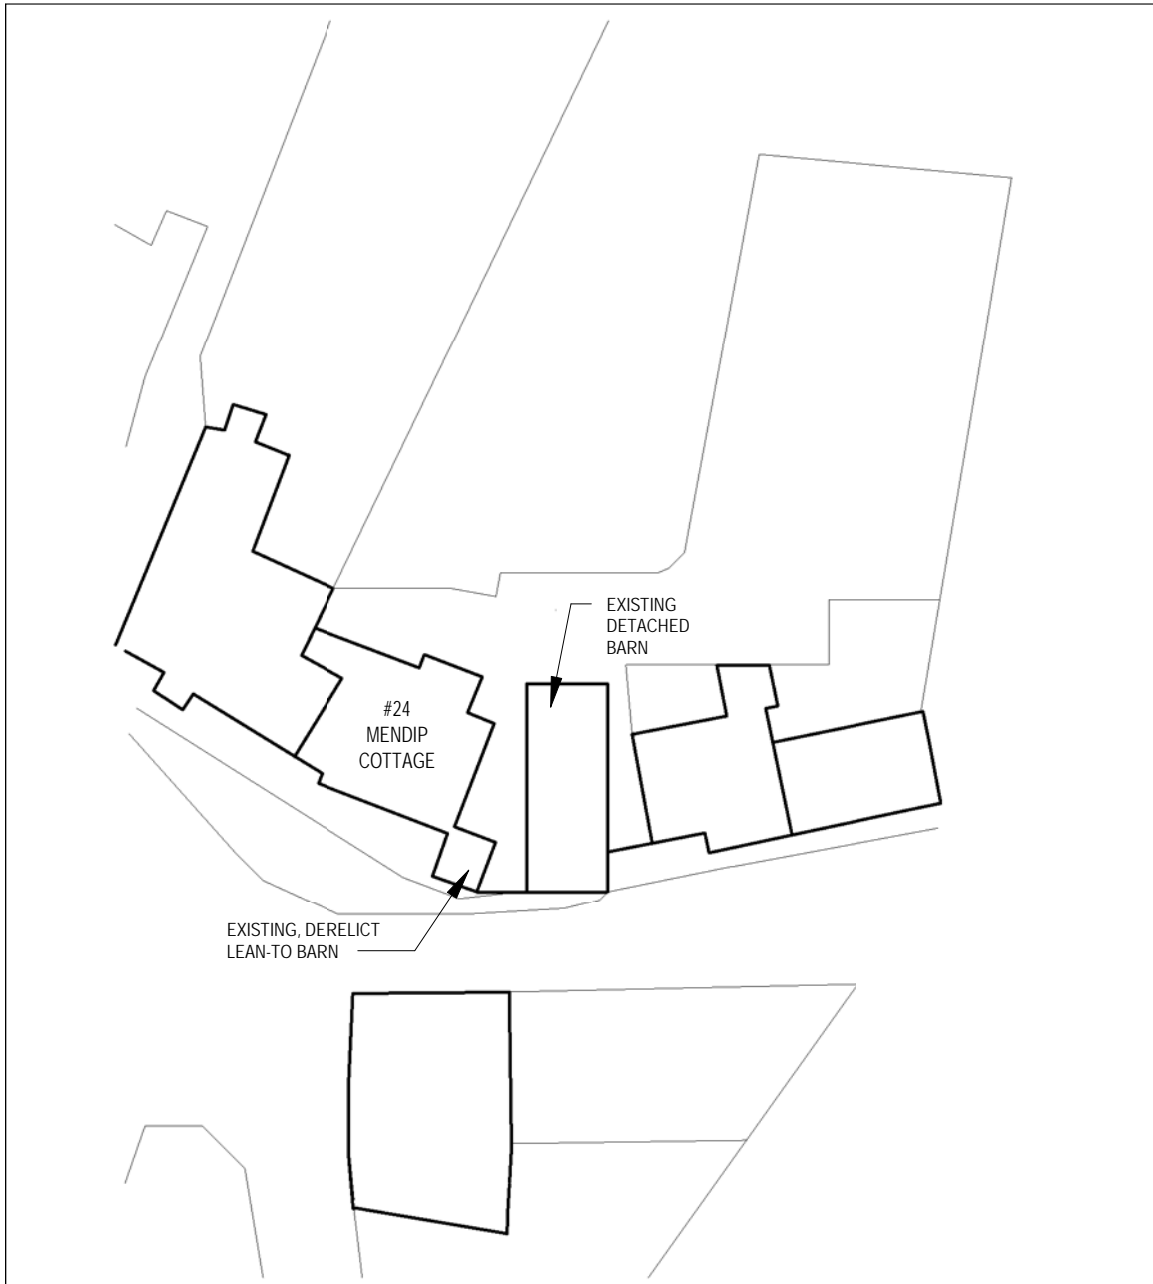 EXISTING
DETACHED
BARN
#24
MENDIP
COTTAGE
EXISTING, DERELICT
LEAN-TO BARN